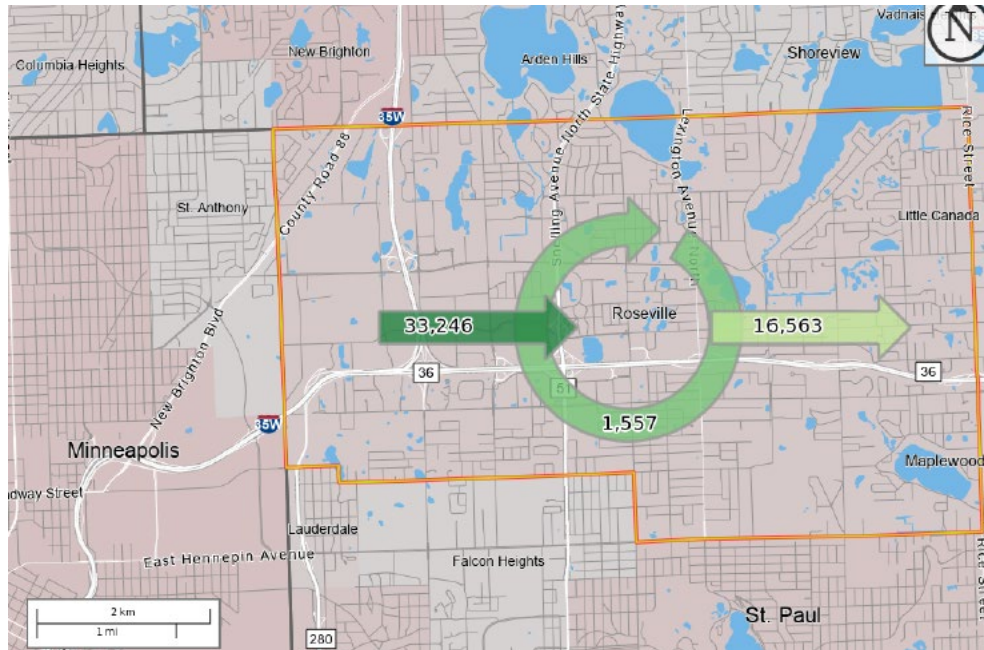 Vadnais
N
Columbia Heights
New Brighton
Arden Hills
Shoreview
Snelling Avenue North State Highway
Lexington Avenue North
Rice Street
35W
County Road 88
St. Anthony
Little Canada
33,246
Roseville
16,563
36
51
36
1,557
New Brighton Blvd
35W
Minneapolis
Maplewood
adway Street
Lauderdale
East Hennepin Avenue
Falcon Heights
Rice Street
2 km
1 mi
280
St. Paul